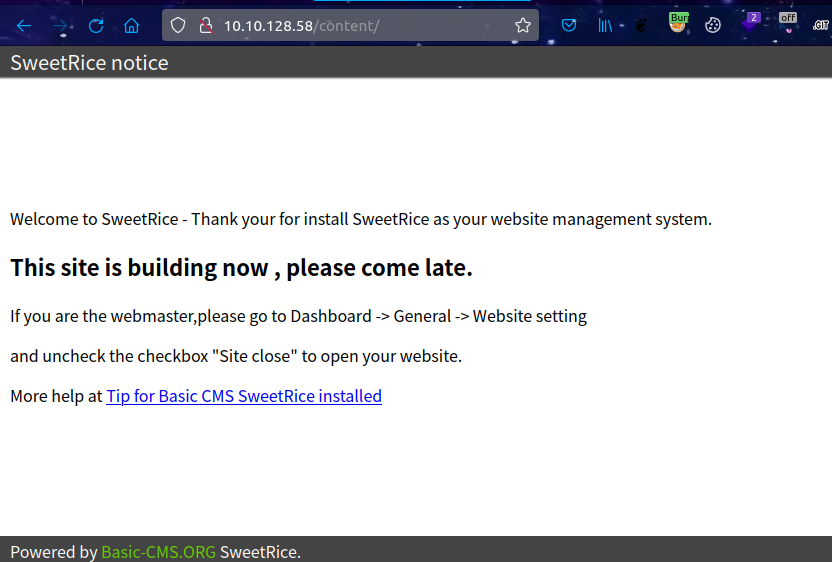 10.10.128.58/content/
Bur
2
off
.GIT
SweetRice notice
Welcome to SweetRice - Thank your for install SweetRice as your website management system.
This site is building now , please come late.
If you are the webmaster,please go to Dashboard -> General -> Website setting
and uncheck the checkbox "Site close" to open your website.
More help at Tip for Basic CMS SweetRice installed
Powered by Basic-CMS.ORG SweetRice.